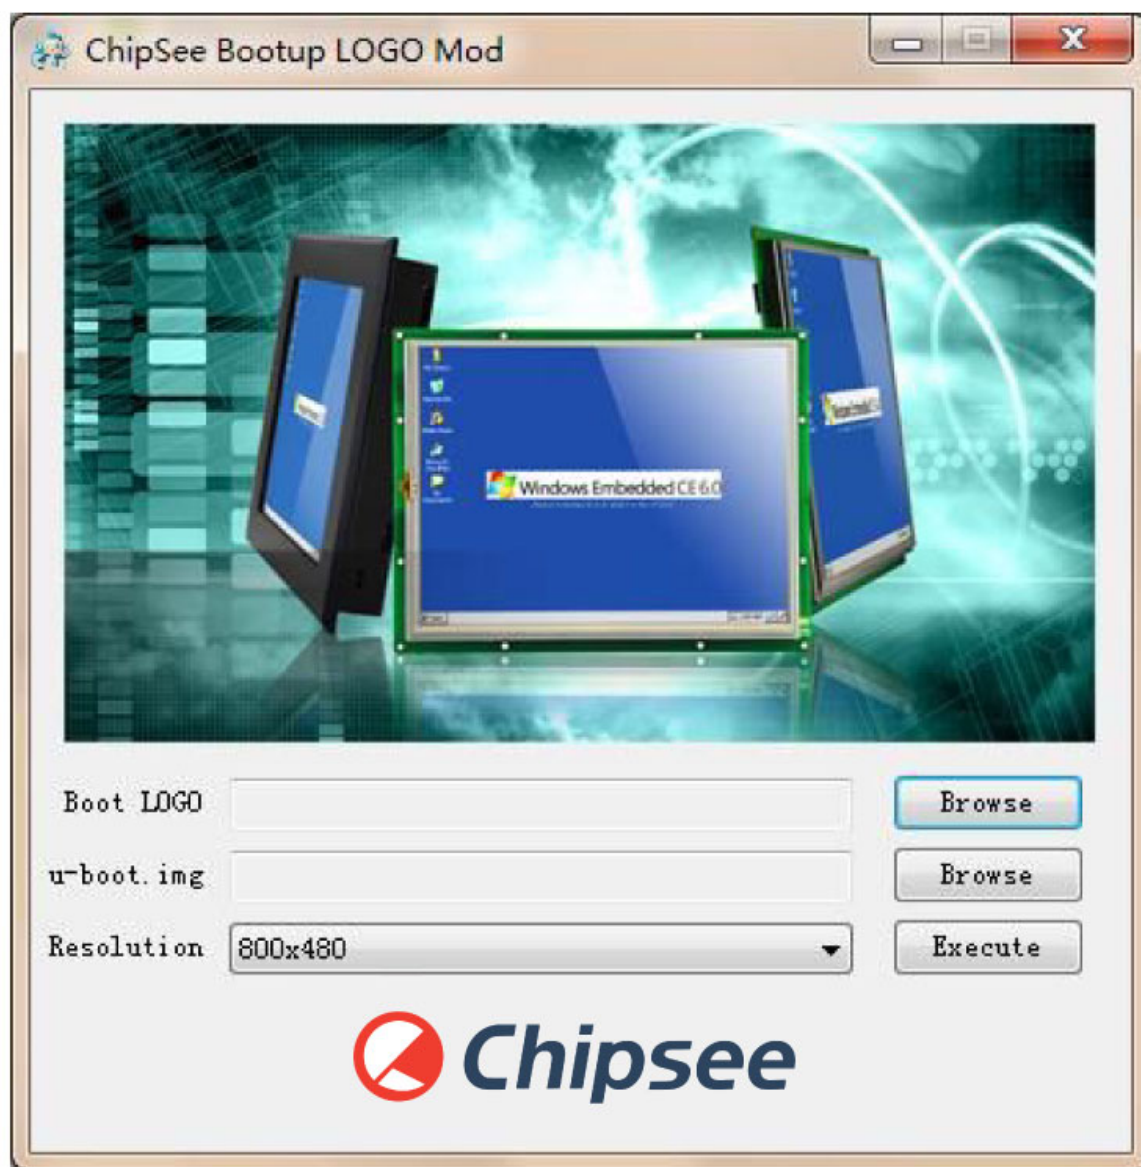 ChipSee Bootup LOGO Mod
Windows Embedded CE 6.0
Boot LOGO
Browse
u-boot.img
Browse
Resolution
800x480
Execute
Chipsee